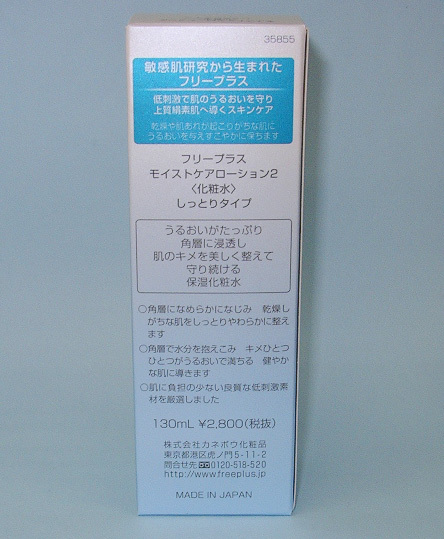 35855
敏感肌研究から生まれた
フリープラス
低刺激で肌のうるおいを守り
上質絹素肌へ導くスキンケア
乾燥や肌あれが起こりがちな肌に
うるおいを与えすこやかに保ちます
フリープラス
モイストケアローション2
〈化粧水〉
しっとりタイプ
うるおいがたっぷり
角層に浸透し
肌のキメを美しく整えて
守り続ける
保湿化粧水
○角層になめらかになじみ 乾燥し
がちな肌をしっとりやわらかに整え
ます
○角層で水分を抱えこみ キメひとつ
ひとつがうるおいで満ちる 健やか
な肌に導きます
○肌に負担の少ない良質な低刺激素
材を厳選しました
130mL ¥2,800(税抜)
株式会社カネボウ化粧品
東京都港区虎ノ門5-11-2
問合せ先 0120-518-520
http://www.freeplus.jp
MADE IN JAPAN